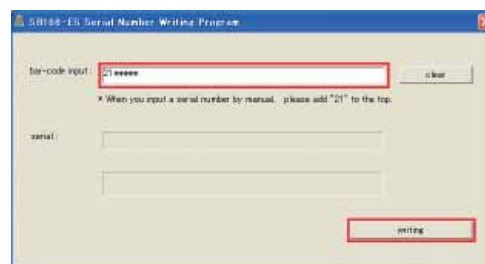 SB166-ES Serial Number Writing Program
bar-code input :
21*****
clear
* When you input a serial number by manual, please add "21" to the top.
serial :
writing